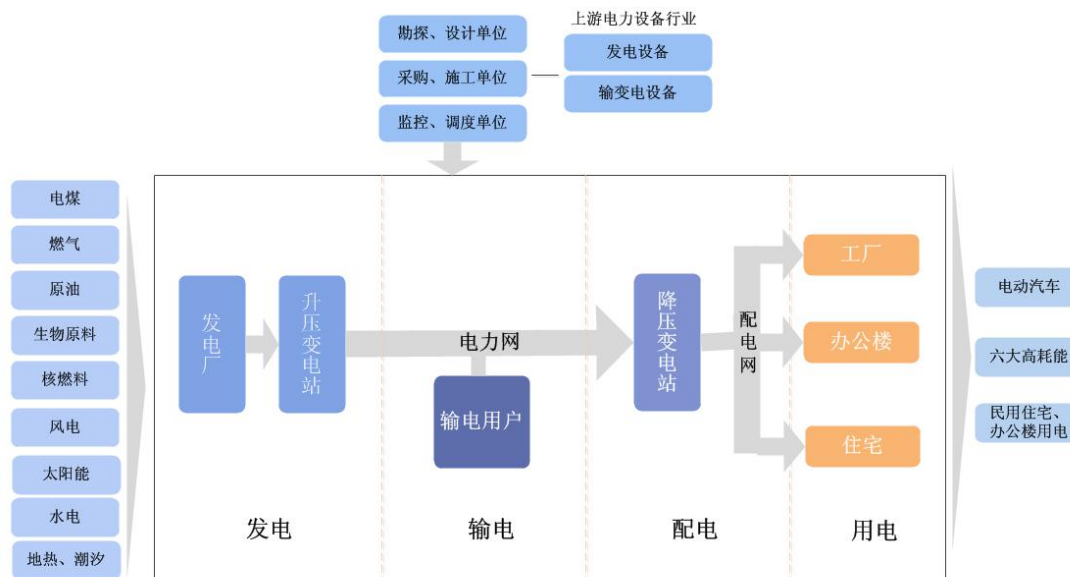 上游电力设备行业
勘探、设计单位
发电设备
采购、施工单位
输变电设备
监控、调度单位
电煤
燃气
原油
生物原料
核燃料
风电
太阳能
水电
地热、潮汐
发电厂
升压变电站
电力网
输电用户
降压变电站
配电网
工厂
办公楼
住宅
发电
输电
配电
用电
电动汽车
六大高耗能
民用住宅、
办公楼用电